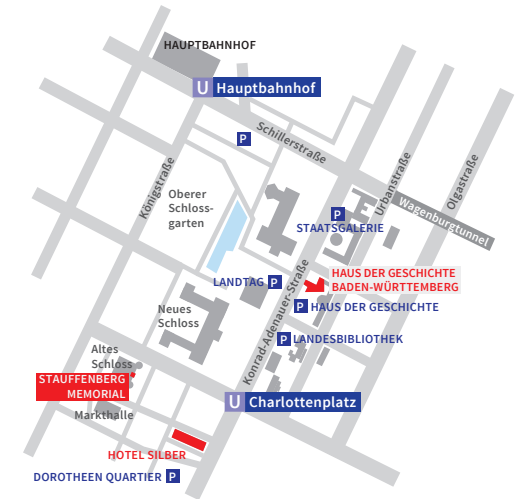 HAUPTBAHNHOF
U Hauptbahnhof
P
Schillerstraße
Königstraße
Urbanstraße
Olgastraße
Wagenburgtunnel
Oberer
Schloss-
garten
P
STAATSGALERIE
LANDTAG P
HAUS DER GESCHICHTE
BADEN-WÜRTTEMBERG
P HAUS DER GESCHICHTE
Konrad-Adenauer-Straße
Neues
Schloss
P LANDESBIBLIOTHEK
Altes
Schloss
STAUFFENBERG
MEMORIAL
U Charlottenplatz
Markthalle
HOTEL SILBER
DOROTHEEN QUARTIER P